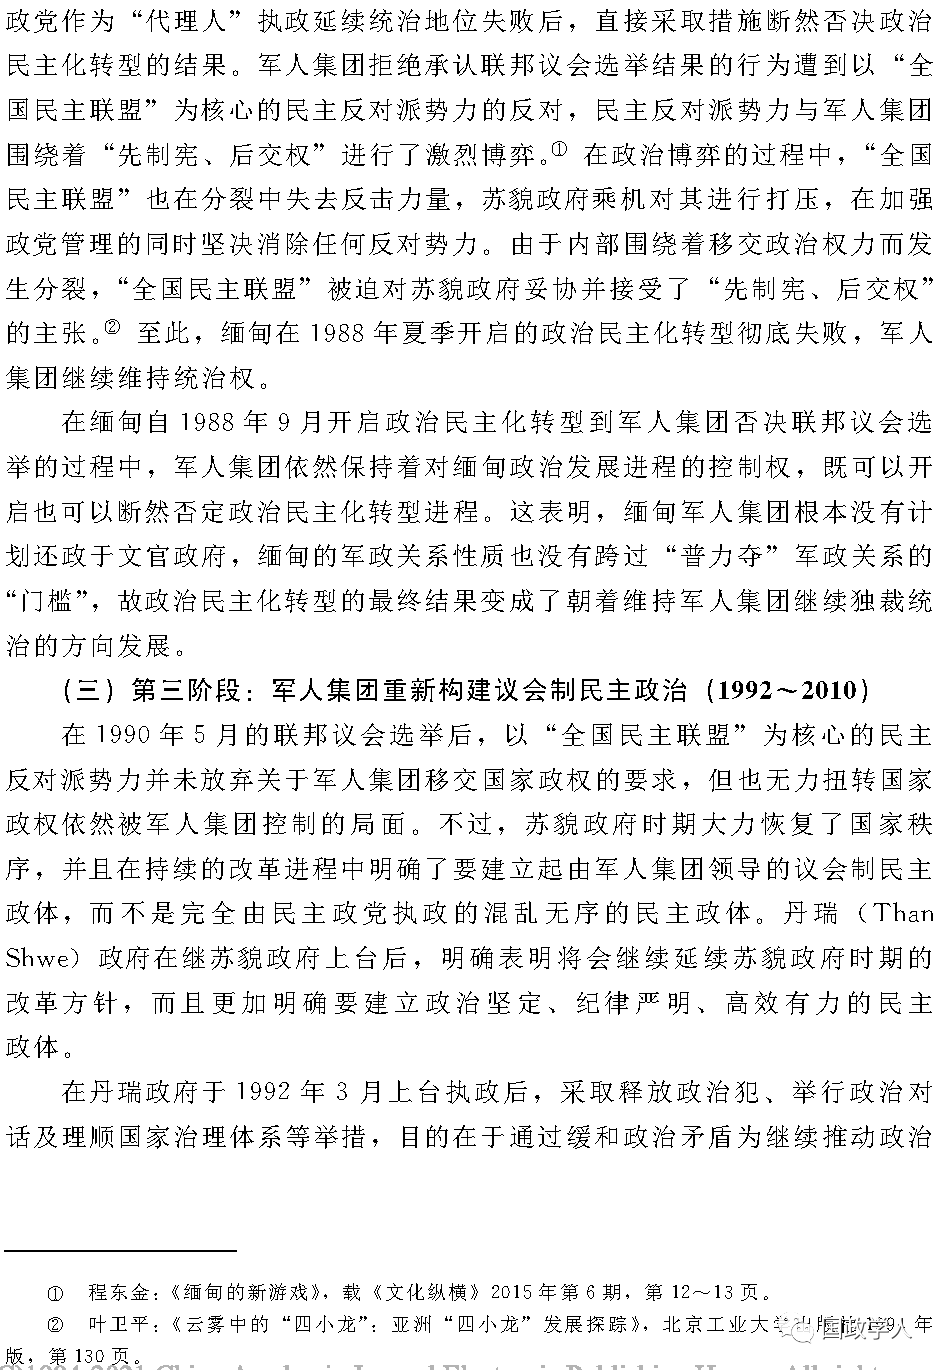 政党作为“代理人”执政延续统治地位失败后，直接采取措施断然否决政治
民主化转型的结果。军人集团拒绝承认联邦议会选举结果的行为遭到以“全
国民主联盟”为核心的民主反对派势力的反对，民主反对派势力与军人集团
围绕着“先制宪、后交权”进行了激烈博弈。① 在政治博弈的过程中，“全国
民主联盟”也在分裂中失去反击力量，苏貌政府乘机对其进行打压，在加强
政党管理的同时坚决消除任何反对势力。由于内部围绕着移交政治权力而发
生分裂，“全国民主联盟”被迫对苏貌政府妥协并接受了“先制宪、后交权”
的主张。② 至此，缅甸在 1988 年夏季开启的政治民主化转型彻底失败，军人
集团继续维持统治权。
在缅甸自 1988 年 9 月开启政治民主化转型到军人集团否决联邦议会选
举的过程中，军人集团依然保持着对缅甸政治发展进程的控制权，既可以开
启也可以断然否定政治民主化转型进程。这表明，缅甸军人集团根本没有计
划还政于文官政府，缅甸的军政关系性质也没有跨过“普力夺”军政关系的
“门槛”，故政治民主化转型的最终结果变成了朝着维持军人集团继续独裁统
治的方向发展。
（三）第三阶段：军人集团重新构建议会制民主政治（1992～2010）
在 1990 年 5 月的联邦议会选举后，以“全国民主联盟”为核心的民主
反对派势力并未放弃关于军人集团移交国家政权的要求，但也无力扭转国家
政权依然被军人集团控制的局面。不过，苏貌政府时期大力恢复了国家秩
序，并且在持续的改革进程中明确了要建立起由军人集团领导的议会制民主
政体，而不是完全由民主政党执政的混乱无序的民主政体。丹瑞（Than
Shwe）政府在继苏貌政府上台后，明确表明将会继续延续苏貌政府时期的
改革方针，而且更加明确要建立政治坚定、纪律严明、高效有力的民主
政体。
在丹瑞政府于 1992 年 3 月上台执政后，采取释放政治犯、举行政治对
话及理顺国家治理体系等举措，目的在于通过缓和政治矛盾为继续推动政治
① 程东金：《缅甸的新游戏》，载《文化纵横》2015 年第 6 期，第 12～13 页。
② 叶卫平：《云雾中的“四小龙”：亚洲“四小龙”发展探踪》，北京工业大学出版社 1991 年
版，第 130 页。
国政学人